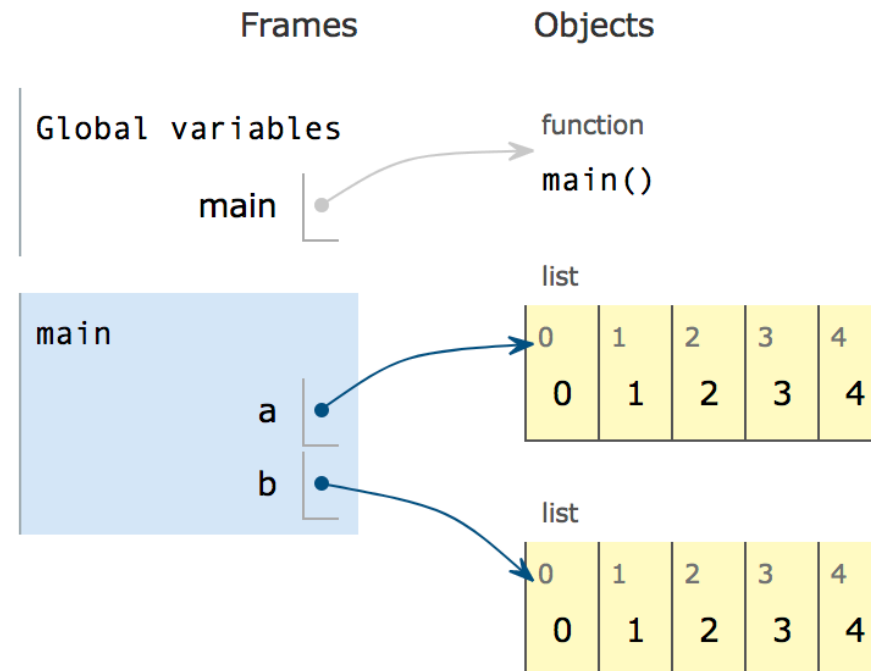 Frames Objects
Global variables
function
main
main()
list
main
0 1 2 3 4
a
0 1 2 3 4
b
list
0 1 2 3 4
0 1 2 3 4